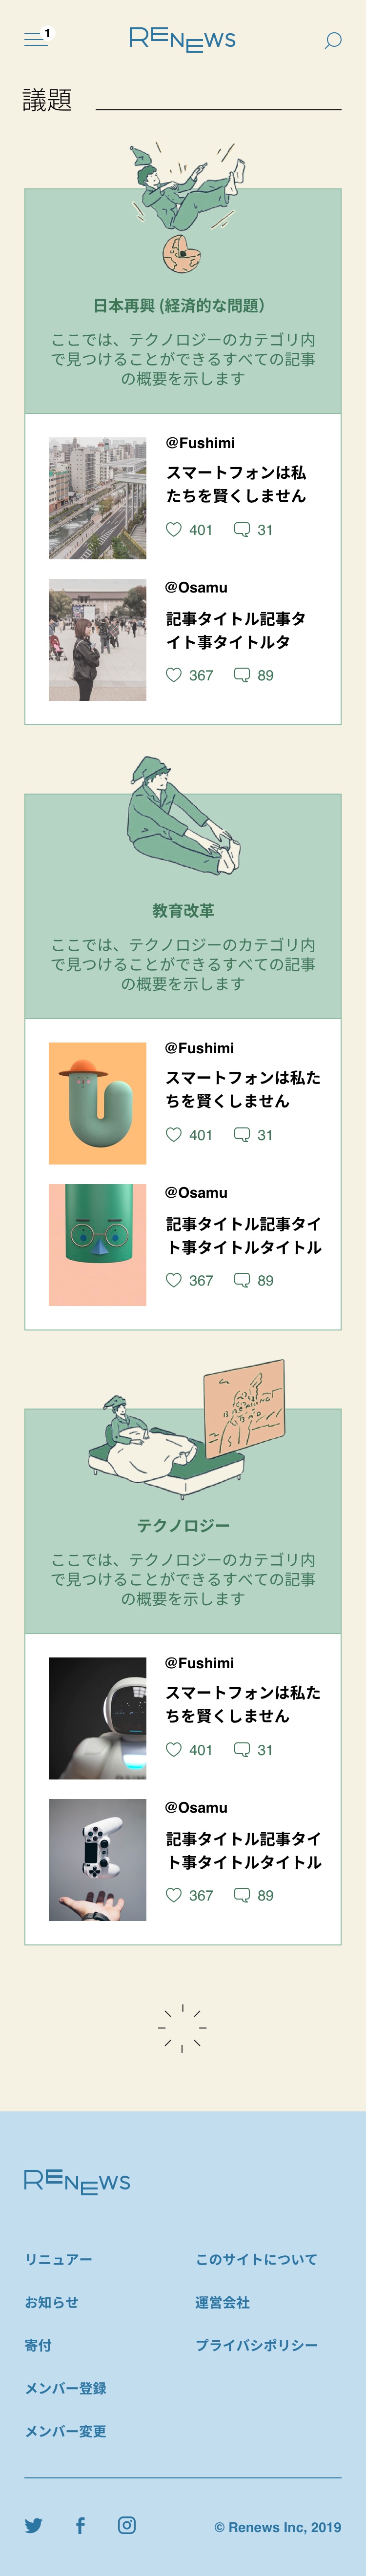 1
RENEWS
議題
日本再興 (経済的な問題）
ここでは、テクノロジーのカテゴリ内
で見つけることができるすべての記事
の概要を示します
@Fushimi
スマートフォンは私
たちを賢くしません
401 31
@Osamu
記事タイトル記事タ
イト事タイトルタ
367 89
教育改革
ここでは、テクノロジーのカテゴリ内
で見つけることができるすべての記事
の概要を示します
@Fushimi
スマートフォンは私た
ちを賢くしません
401 31
@Osamu
記事タイトル記事タイ
ト事タイトルタイトル
367 89
テクノロジー
ここでは、テクノロジーのカテゴリ内
で見つけることができるすべての記事
の概要を示します
@Fushimi
スマートフォンは私た
ちを賢くしません
401 31
@Osamu
記事タイトル記事タイ
ト事タイトルタイトル
367 89
RENEWS
リニュアー
お知らせ
寄付
メンバー登録
メンバー変更
このサイトについて
運営会社
プライバシポリシー
© Renews Inc, 2019